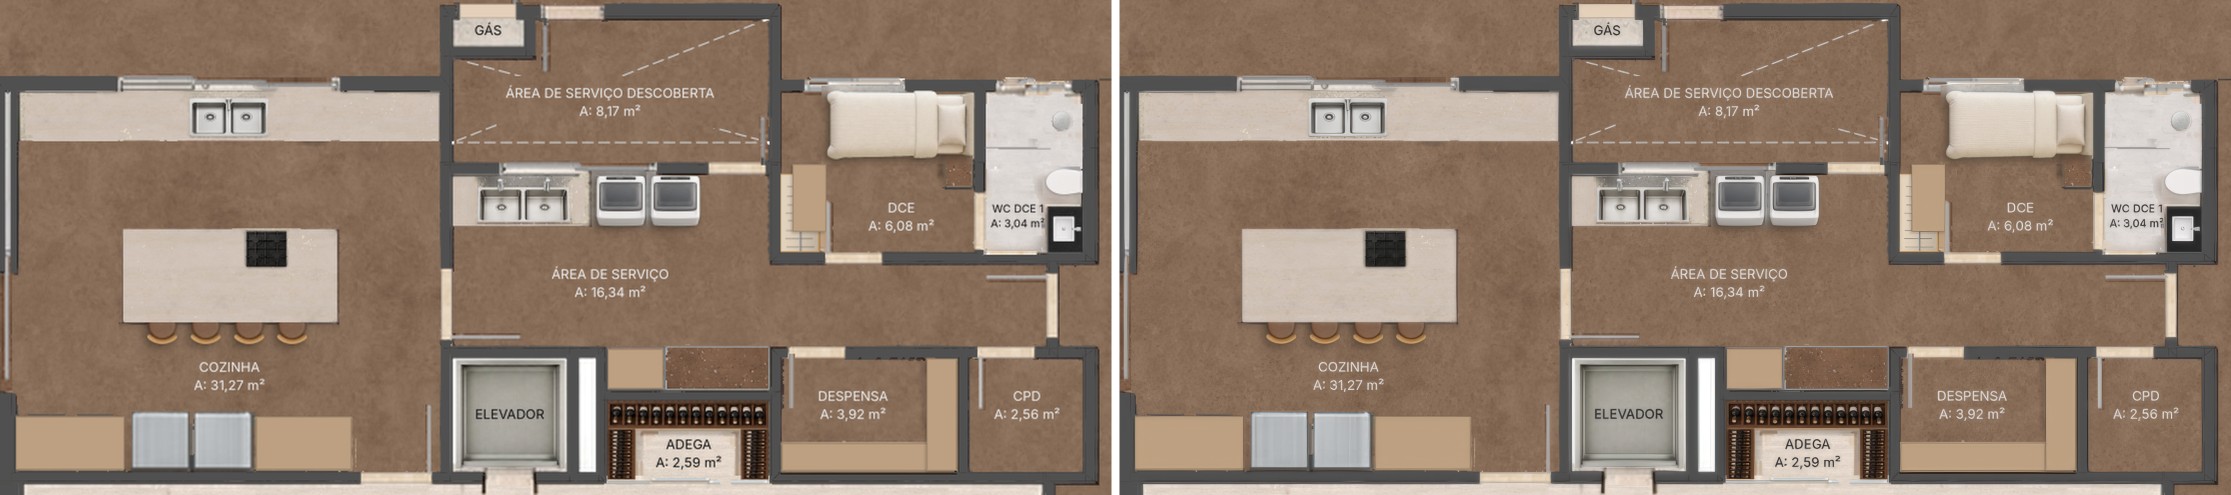 GÁS
ÁREA DE SERVIÇO DESCOBERTA
A: 8,17 m²
DCE
A: 6,08 m²
WC DCE 1
A: 3,04 m²
ÁREA DE SERVIÇO
A: 16,34 m²
COZINHA
A: 31,27 m²
ELEVADOR
ADEGA
A: 2,59 m²
DESPENSA
A: 3,92 m²
CPD
A: 2,56 m²
GÁS
ÁREA DE SERVIÇO DESCOBERTA
A: 8,17 m²
DCE
A: 6,08 m²
WC DCE 1
A: 3,04 m²
ÁREA DE SERVIÇO
A: 16,34 m²
COZINHA
A: 31,27 m²
ELEVADOR
ADEGA
A: 2,59 m²
DESPENSA
A: 3,92 m²
CPD
A: 2,56 m²